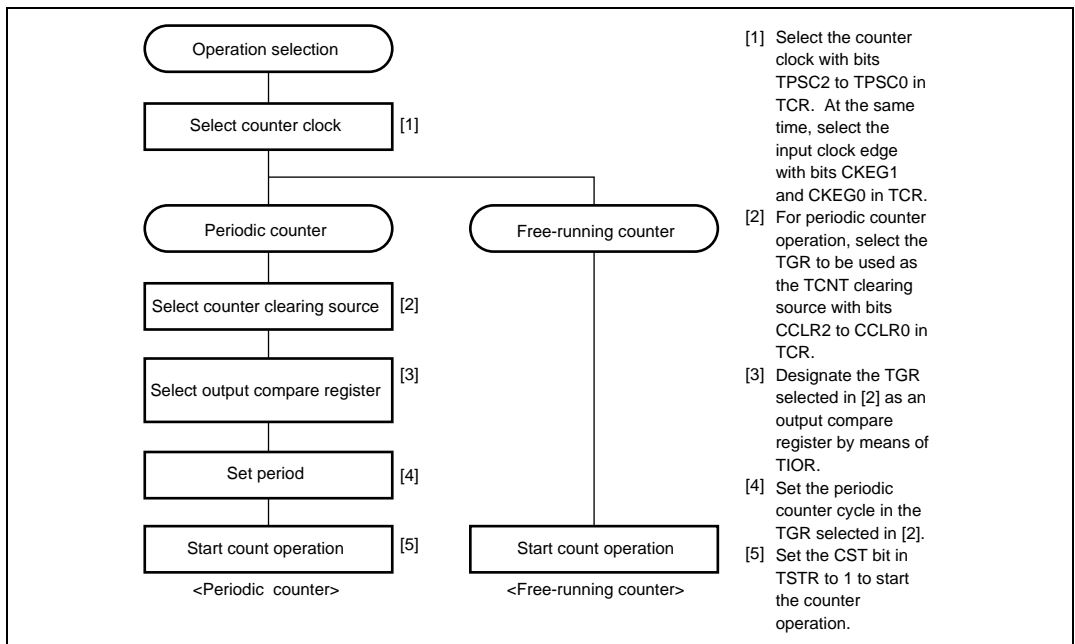 Operation selection
Select counter clock
[1]
Periodic counter
Free-running counter
Select counter clearing source
[2]
Select output compare register
[3]
Set period
[4]
Start count operation
[5]
Start count operation
<Periodic counter>
<Free-running counter>
[1] Select the counter
clock with bits
TPSC2 to TPSC0 in
TCR. At the same
time, select the
input clock edge
with bits CKEG1
and CKEG0 in TCR.
[2] For periodic counter
operation, select the
TGR to be used as
the TCNT clearing
source with bits
CCLR2 to CCLR0 in
TCR.
[3] Designate the TGR
selected in [2] as an
output compare
register by means of
TIOR.
[4] Set the periodic
counter cycle in the
TGR selected in [2].
[5] Set the CST bit in
TSTR to 1 to start
the counter
operation.